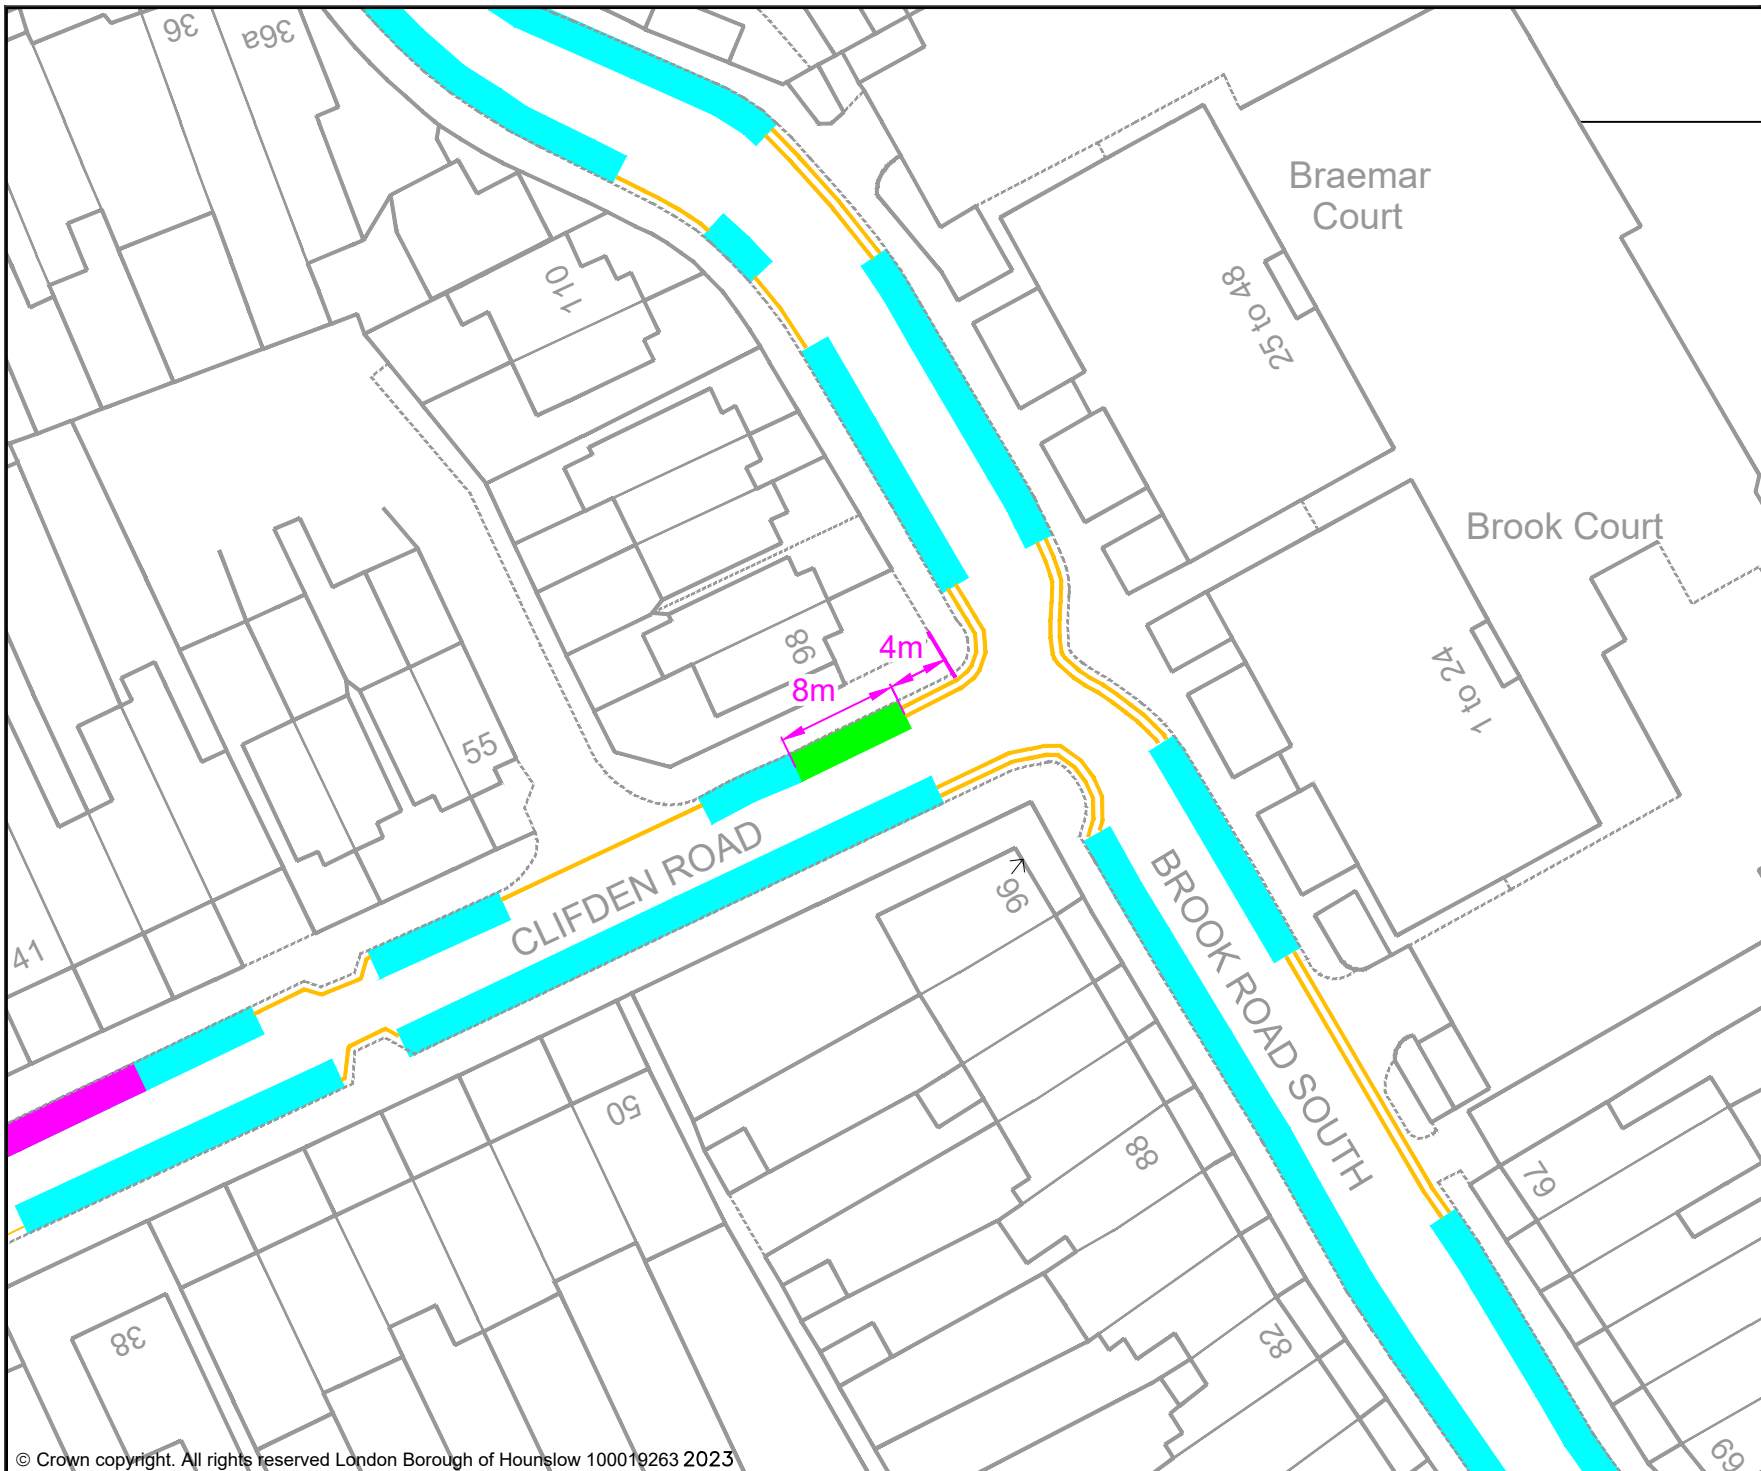 36
36a
Braemar
Court
110
25 to 48
Brook Court
98
4m
8m
1 to 24
55
CLIFDEN ROAD
96
BROOK ROAD SOUTH
41
50
88
79
38
82
69
© Crown copyright. All rights reserved London Borough of Hounslow 100019263 2023